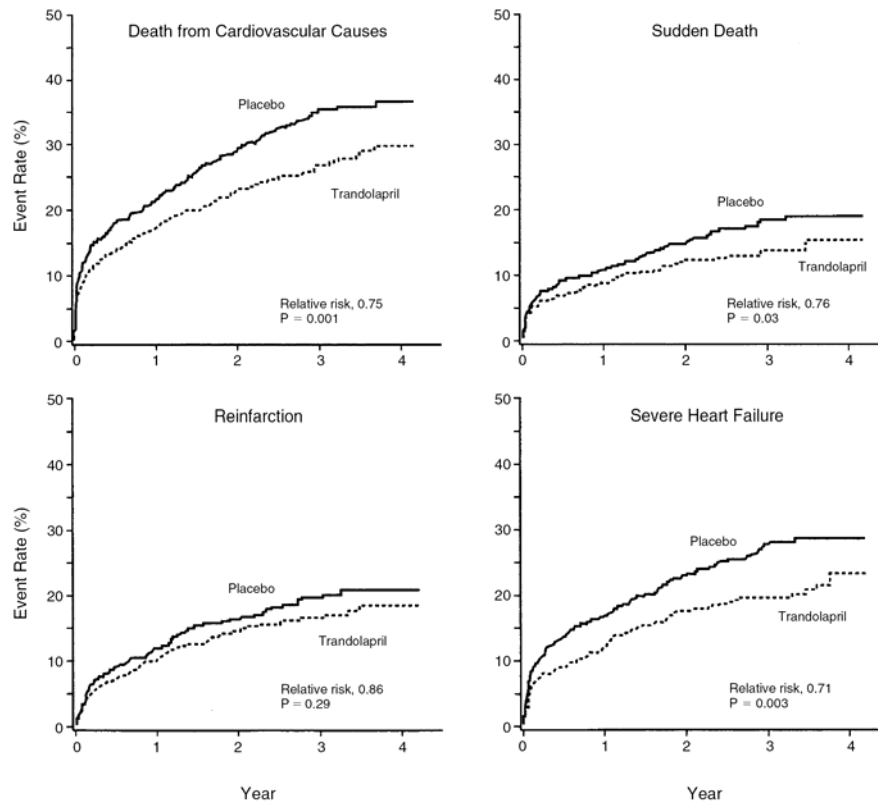 Death from Cardiovascular Causes
Event Rate (%)
50
40
30
20
10
0
Placebo
Trandolapril
Relative risk, 0.75
P = 0.001
0 1 2 3 4
Sudden Death
50
40
30
20
10
0
Placebo
Trandolapril
Relative risk, 0.76
P = 0.03
0 1 2 3 4
Reinfarction
Event Rate (%)
50
40
30
20
10
0
Placebo
Trandolapril
Relative risk, 0.86
P = 0.29
0 1 2 3 4
Year
Severe Heart Failure
50
40
30
20
10
0
Placebo
Trandolapril
Relative risk, 0.71
P = 0.003
0 1 2 3 4
Year